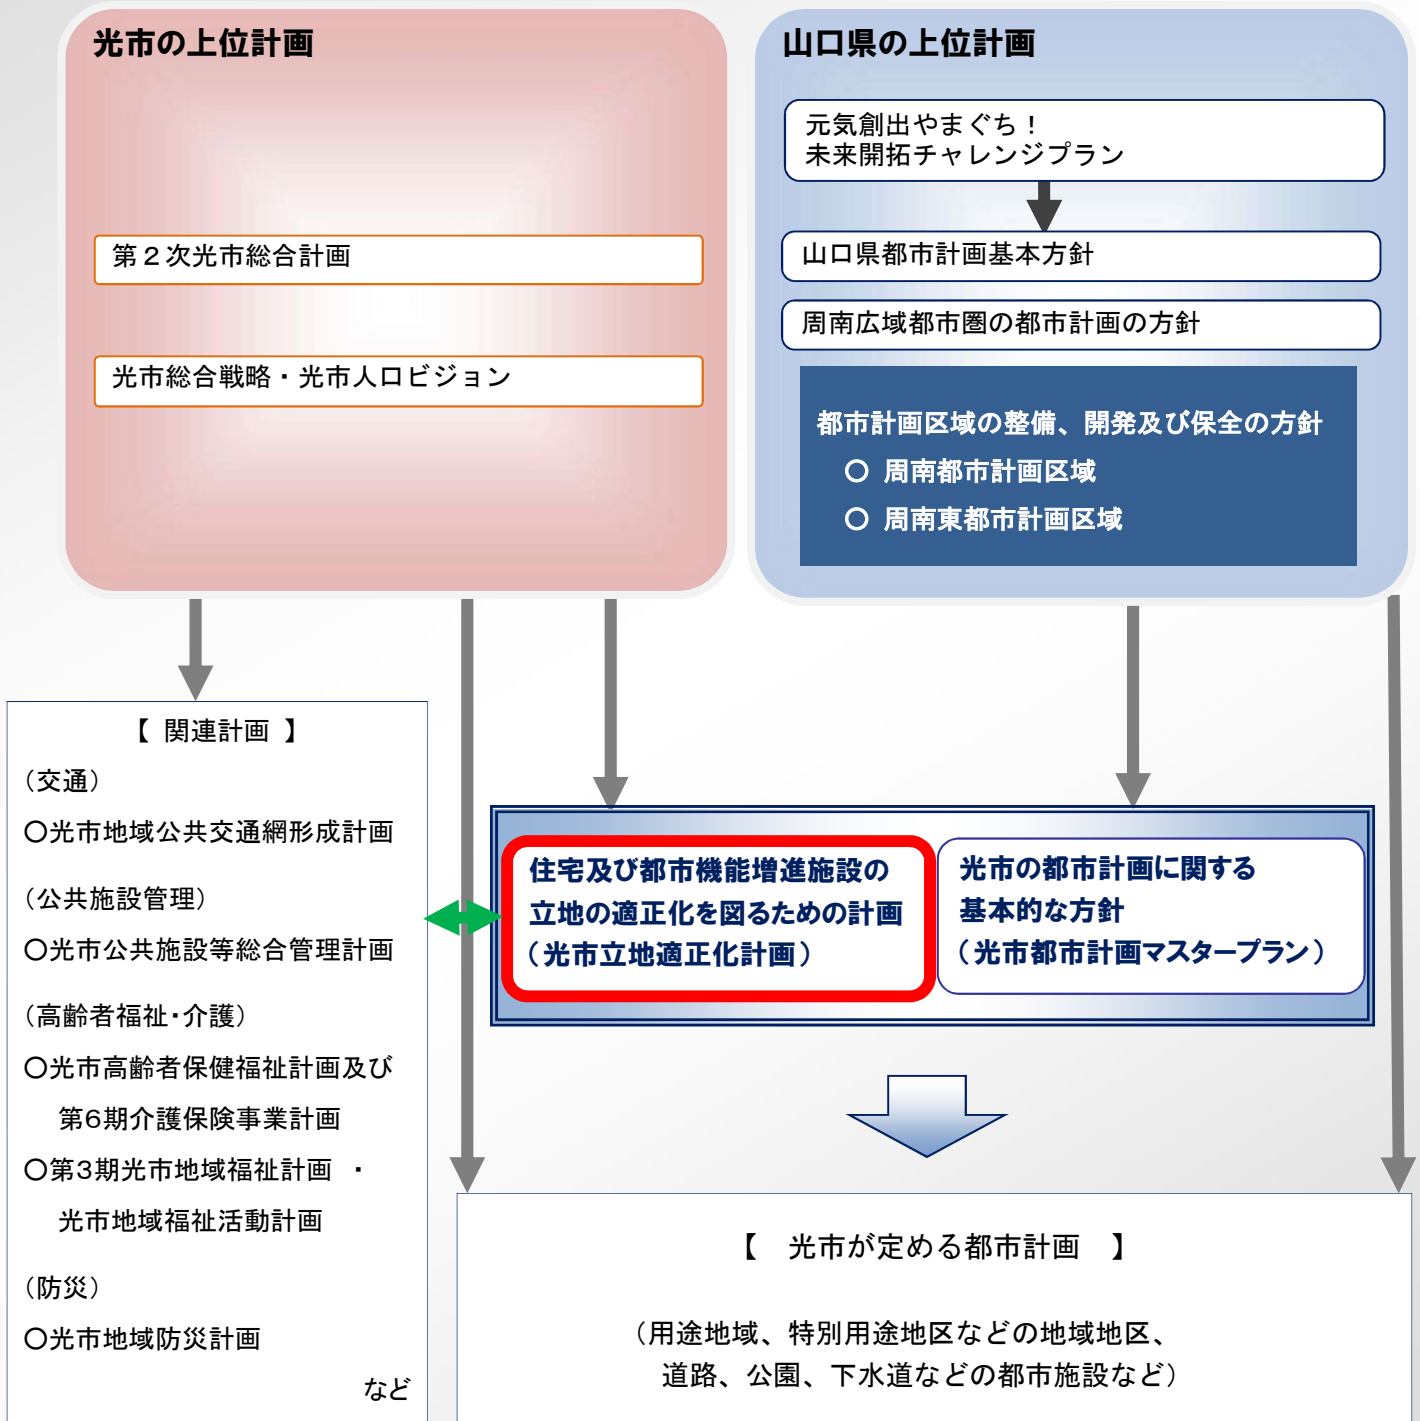 光市の上位計画
第２次光市総合計画
光市総合戦略・光市人口ビジョン
山口県の上位計画
元気創出やまぐち！
未来開拓チャレンジプラン
山口県都市計画基本方針
周南広域都市圏の都市計画の方針
都市計画区域の整備、開発及び保全の方針
○ 周南都市計画区域
○ 周南東都市計画区域
【 関連計画 】
（交通）
○光市地域公共交通網形成計画
（公共施設管理）
○光市公共施設等総合管理計画
（高齢者福祉・介護）
○光市高齢者保健福祉計画及び
第6期介護保険事業計画
○第3期光市地域福祉計画　・
光市地域福祉活動計画
（防災）
○光市地域防災計画
など
住宅及び都市機能増進施設の
立地の適正化を図るための計画
（光市立地適正化計画）
光市の都市計画に関する
基本的な方針
（光市都市計画マスタープラン）
【　光市が定める都市計画　】
（用途地域、特別用途地区などの地域地区、
道路、公園、下水道などの都市施設など）